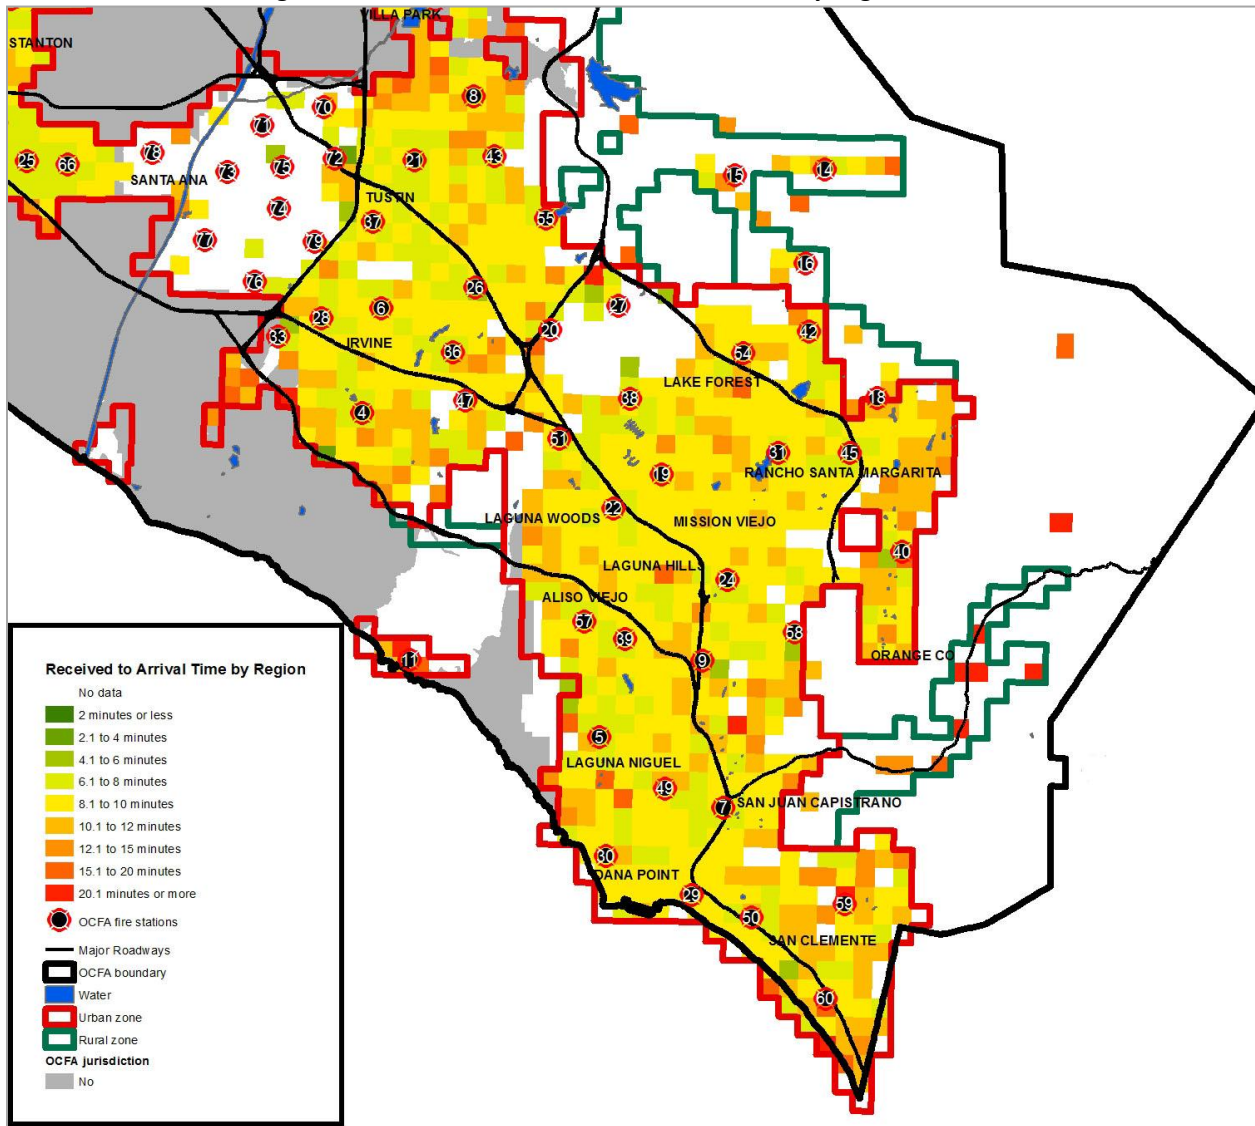 VILLA PARK
STANTON
8
70
71
78
72
21
43
25
66
73
75
15
14
SANTA ANA
TUSTIN
74
37
55
77
79
16
76
26
27
6
28
20
42
33
IRVINE
36
54
LAKE FOREST
47
38
18
4
51
31
45
19
RANCHO SANTA MARGARITA
22
LAGUNA WOODS
MISSION VIEJO
40
LAGUNA HILLS
24
ALISO VIEJO
57
39
58
11
9
ORANGE CO
5
LAGUNA NIGUEL
49
7
SAN JUAN CAPISTRANO
30
DANA POINT
29
50
59
SAN CLEMENTE
60
Received to Arrival Time by Region
No data
2 minutes or less
2.1 to 4 minutes
4.1 to 6 minutes
6.1 to 8 minutes
8.1 to 10 minutes
10.1 to 12 minutes
12.1 to 15 minutes
15.1 to 20 minutes
20.1 minutes or more
OCFA fire stations
Major Roadways
OCFA boundary
Water
Urban zone
Rural zone
OCFA jurisdiction
No